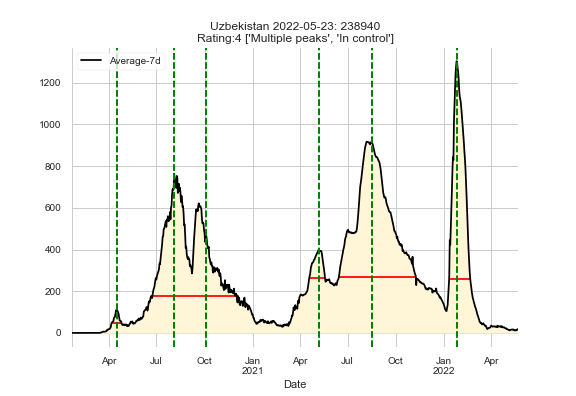 Uzbekistan 2022-05-23: 238940
Rating:4 ['Multiple peaks', 'In control']
Average-7d
1200
1000
800
600
400
200
0
Apr Jul Oct Jan Apr Jul Oct Jan Apr
2021 2022
Date